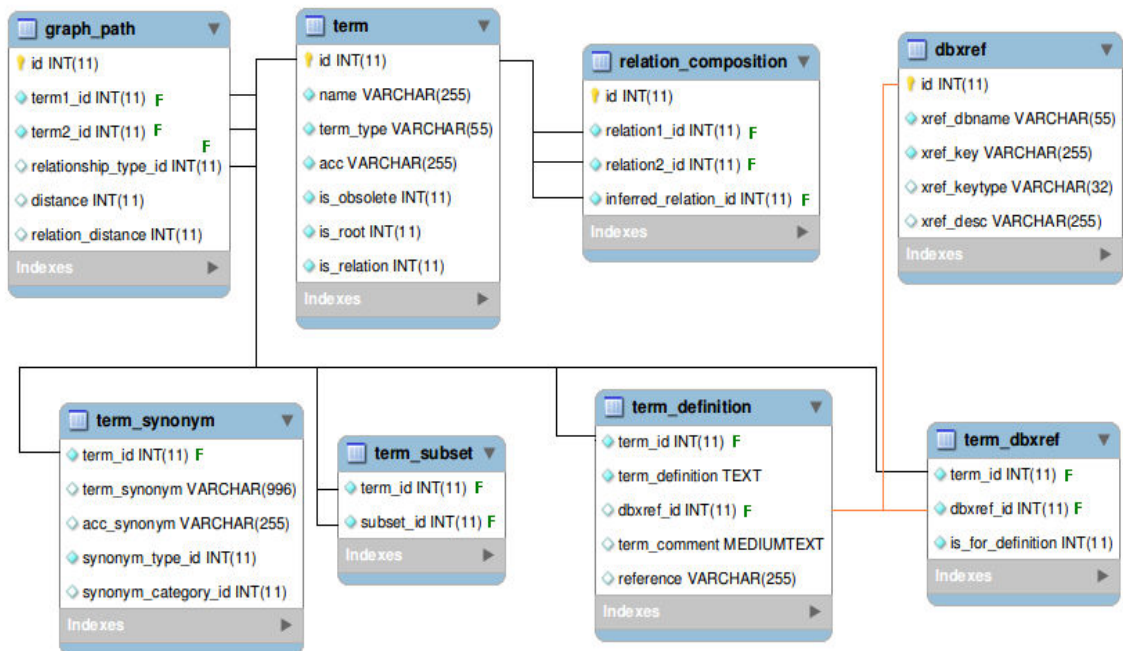 graph_path
id INT(11)
term1_id INT(11) F
term2_id INT(11) F
F
relationship_type_id INT(11)
distance INT(11)
relation_distance INT(11)
Indexes
term
id INT(11)
name VARCHAR(255)
term_type VARCHAR(55)
acc VARCHAR(255)
is_obsolete INT(11)
is_root INT(11)
is_relation INT(11)
Indexes
relation_composition
id INT(11)
relation1_id INT(11) F
relation2_id INT(11) F
inferred_relation_id INT(11) F
Indexes
dbxref
id INT(11)
xref_dbname VARCHAR(55)
xref_key VARCHAR(255)
xref_keytype VARCHAR(32)
xref_desc VARCHAR(255)
Indexes
term_synonym
term_id INT(11) F
term_synonym VARCHAR(996)
acc_synonym VARCHAR(255)
synonym_type_id INT(11)
synonym_category_id INT(11)
Indexes
term_subset
term_id INT(11) F
subset_id INT(11) F
Indexes
term_definition
term_id INT(11) F
term_definition TEXT
dbxref_id INT(11) F
term_comment MEDIUMTEXT
reference VARCHAR(255)
Indexes
term_dbxref
term_id INT(11) F
dbxref_id INT(11) F
is_for_definition INT(11)
Indexes